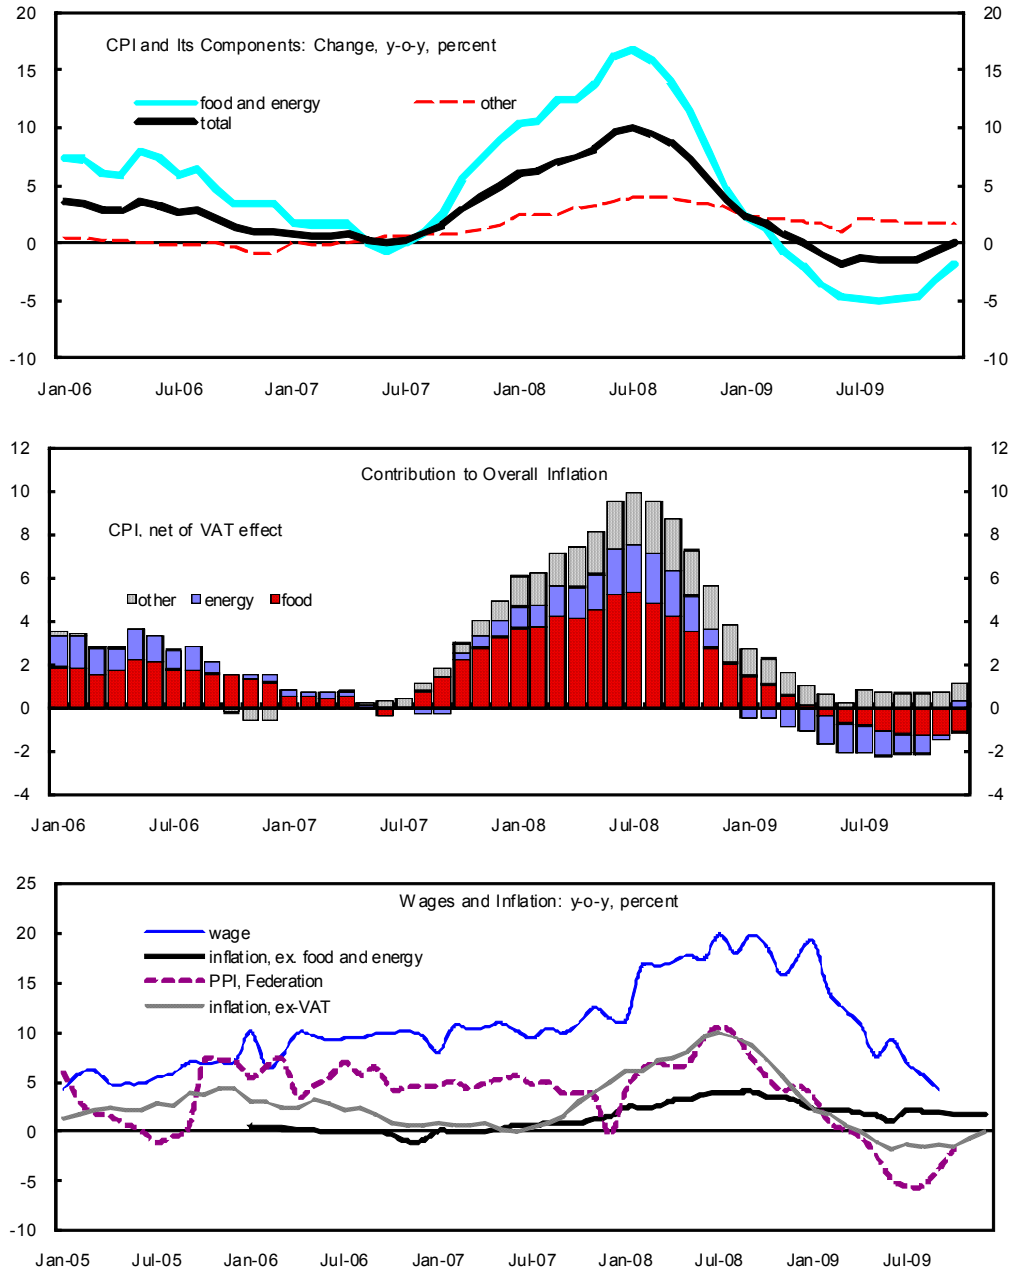 20 20
CPI and Its Components: Change, y-o-y, percent
15 15
food and energy other
total
10 10
5 5
0 0
-5 -5
-10 -10
Jan-06 Jul-06 Jan-07 Jul-07 Jan-08 Jul-08 Jan-09 Jul-09
12 12
Contribution to Overall Inflation
10 10
CPI, net of VAT effect
8 8
6 6
other energy food
4 4
2 2
0 0
-2 -2
-4 -4
Jan-06 Jul-06 Jan-07 Jul-07 Jan-08 Jul-08 Jan-09 Jul-09
25
Wages and Inflation: y-o-y, percent
20
wage
inflation, ex. food and energy
PPI, Federation
15
inflation, ex-VAT
10
5
0
-5
-10
Jan-05 Jul-05 Jan-06 Jul-06 Jan-07 Jul-07 Jan-08 Jul-08 Jan-09 Jul-09